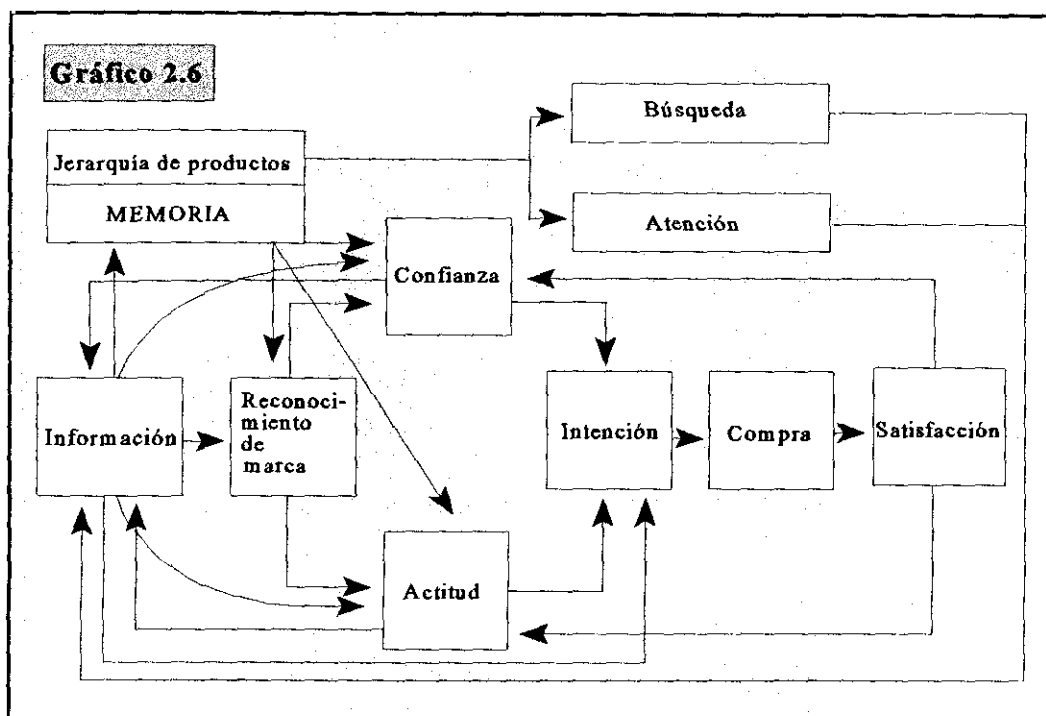 Gráfico 2.6
Búsqueda
Jerarquía de productos
MEMORIA
Atención
Confianza
Información
Reconoci-
miento
de
marca
Intención
Compra
Satisfacción
Actitud